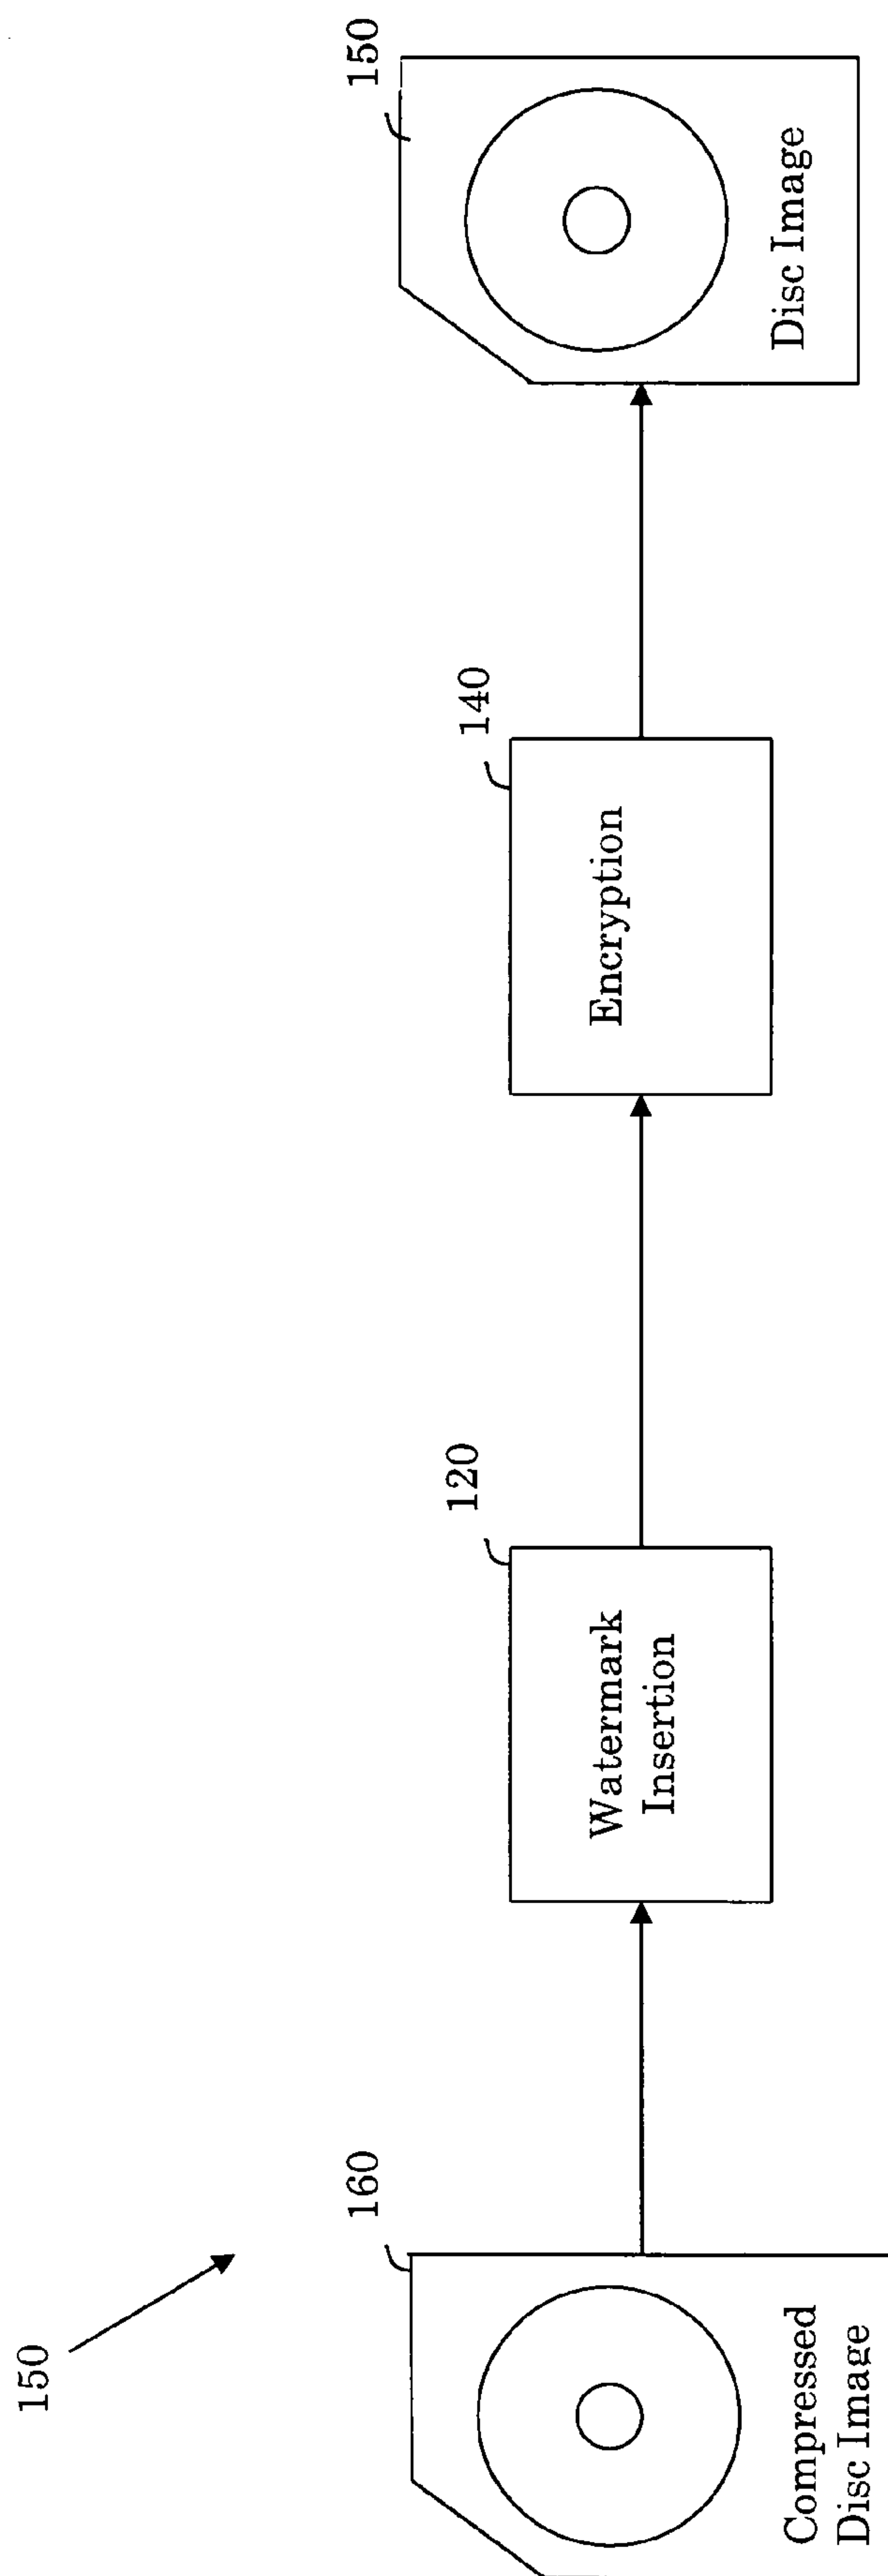 150
160
Compressed
Disc Image
120
Watermark
Insertion
140
Encryption
150
Disc Image